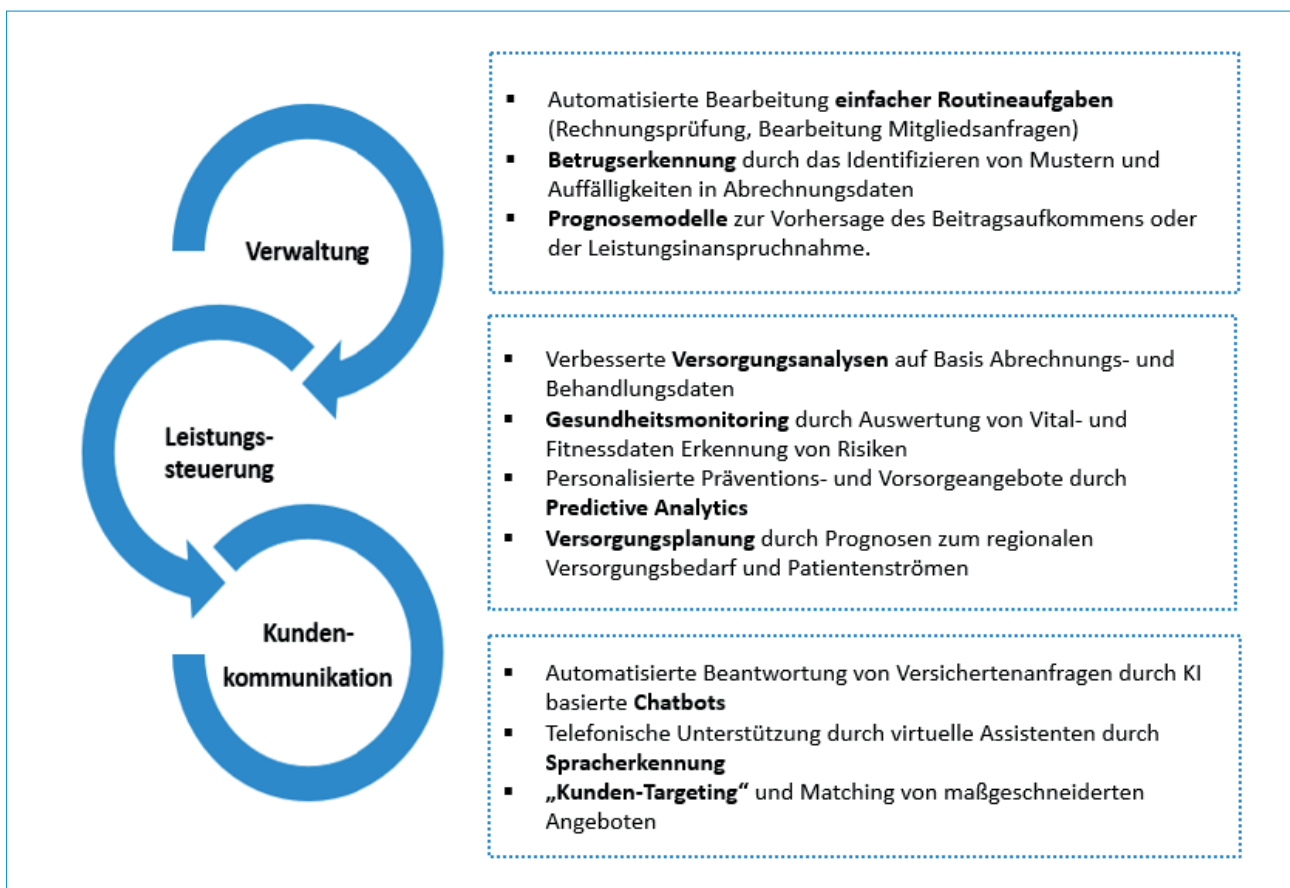 Verwaltung
▪ Automatisierte Bearbeitung einfacher Routineaufgaben
(Rechnungsprüfung, Bearbeitung Mitgliedsanfragen)
▪ Betrugserkennung durch das Identifizieren von Mustern und
Auffälligkeiten in Abrechnungsdaten
▪ Prognosemodelle zur Vorhersage des Beitragsaufkommens oder
der Leistungsinanspruchnahme.
Leistungs-
steuerung
▪ Verbesserte Versorgungsanalysen auf Basis Abrechnungs- und
Behandlungsdaten
▪ Gesundheitsmonitoring durch Auswertung von Vital- und
Fitnessdaten Erkennung von Risiken
▪ Personalisierte Präventions- und Vorsorgeangebote durch
Predictive Analytics
▪ Versorgungsplanung durch Prognosen zum regionalen
Versorgungsbedarf und Patientenströmen
Kunden-
kommunikation
▪ Automatisierte Beantwortung von Versichertenanfragen durch KI
basierte Chatbots
▪ Telefonische Unterstützung durch virtuelle Assistenten durch
Spracherkennung
▪ „Kunden-Targeting“ und Matching von maßgeschneiderten
Angeboten